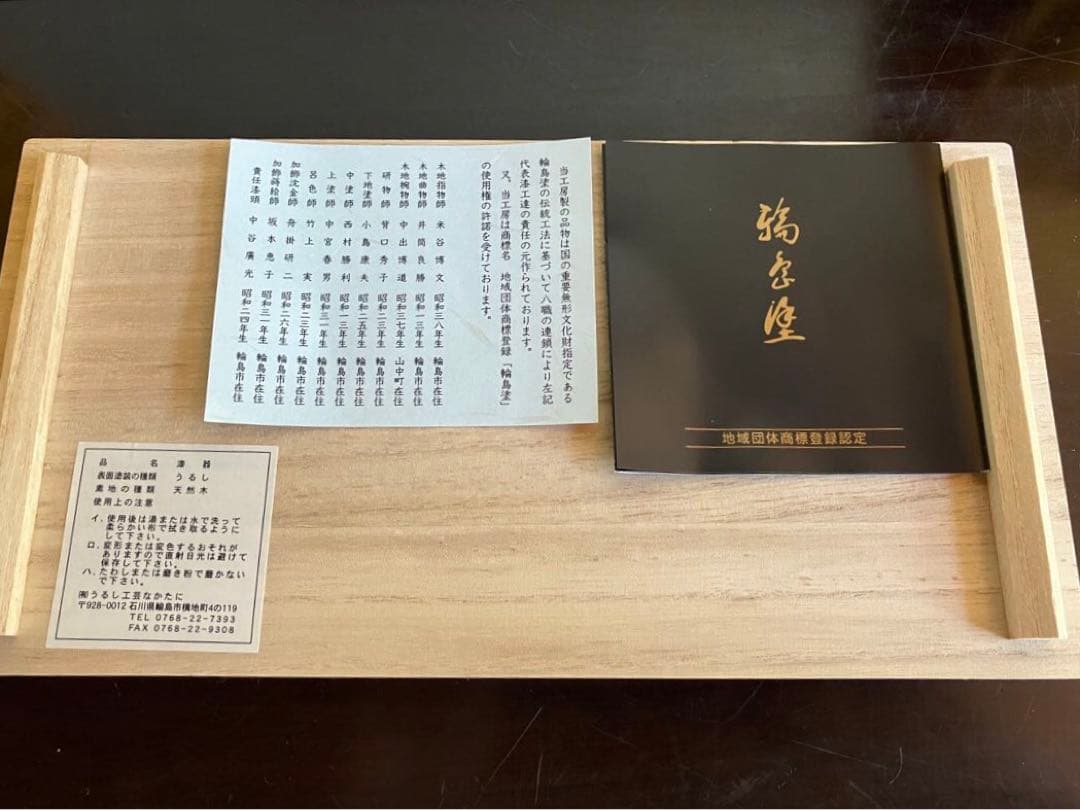 輪島塗
地域団体商標登録認定
当工房製の品物は国の重要無形文化財指定である
輪島塗の伝統工法に基づいて八職の連鎖により左記
代表漆工達の責任の元作られております。
又、当工房は商標名 地域団体商標登録「輪島塗」
の使用権の許諾を受けております。
木地指物師 米谷博文 昭和三八年生 輪島市在住
木地曲物師 井筒良勝 昭和一三年生 輪島市在住
木地椀物師 中出博道 昭和三七年生 山中町在住
研物師 背口秀子 昭和二三年生 輪島市在住
下地塗師 小島康夫 昭和二五年生 輪島市在住
中塗師 西村勝利 昭和一三年生 輪島市在住
上塗師 中宮春男 昭和三一年生 輪島市在住
呂色師 竹上実 昭和二三年生 輪島市在住
加飾沈金師 舟掛研二 昭和二六年生 輪島市在住
加飾蒔絵師 坂本恵子 昭和三一年生 輪島市在住
責任漆頭 中谷廣光 昭和二四年生 輪島市在住
品名 漆器
表面塗装の種類 うるし
素地の種類 天然木
使用上の注意
イ.使用後は湯または水で洗って
柔らかい布で拭き取るように
して下さい。
ロ.変形または変色するおそれが
ありますので直射日光は避けて
保存して下さい。
ハ.たわしまたは磨き粉で磨かない
で下さい。
㈲うるし工芸なかたに
〒928-0012 石川県輪島市横地町4の119
TEL 0768-22-7393
FAX 0768-22-9308